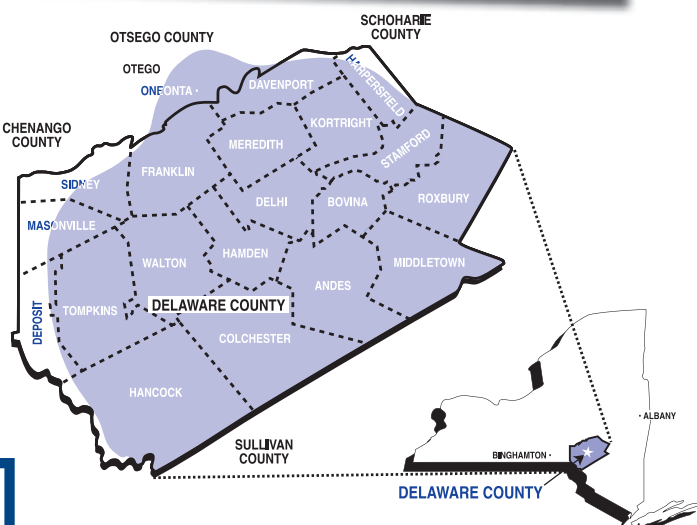 SCHOHARIE
COUNTY
OTSEGO COUNTY
OTEGO
ONEONTA
DAVENPORT
HARPERSFIELD
CHENANGO
COUNTY
KORTRIGHT
MEREDITH
STAMFORD
FRANKLIN
SIDNEY
DELHI
BOVINA
ROXBURY
MASONVILLE
WALTON
HAMDEN
MIDDLETOWN
ANDES
DEPOSIT
TOMPKINS
DELAWARE COUNTY
COLCHESTER
HANCOCK
SULLIVAN
COUNTY
ALBANY
BINGHAMTON
DELAWARE COUNTY